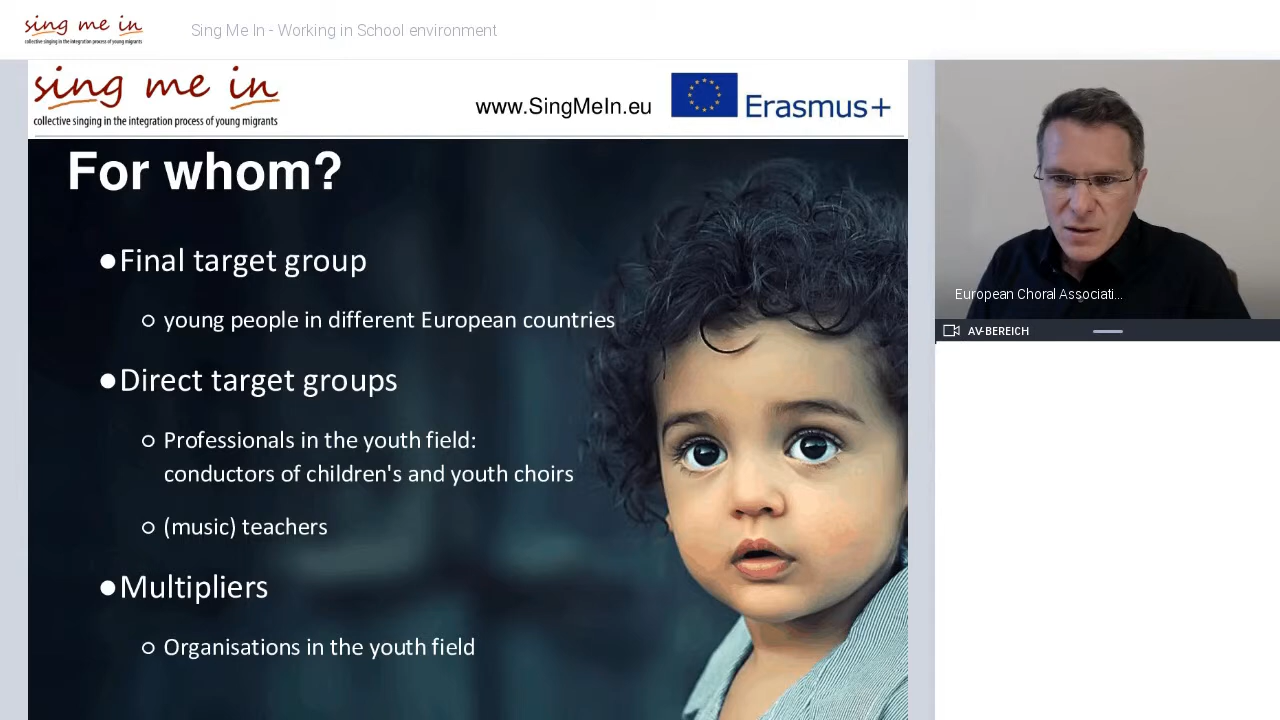 sing me in
collective singing in the integration process of young migrants
Sing Me In - Working in School environment
sing me in
collective singing in the integration process of young migrants
www.SingMeIn.eu
Erasmus+
For whom?
●Final target group
○ young people in different European countries
●Direct target groups
○ Professionals in the youth field:
conductors of children's and youth choirs
○ (music) teachers
●Multipliers
○ Organisations in the youth field
European Choral Associati...
AV-BEREICH